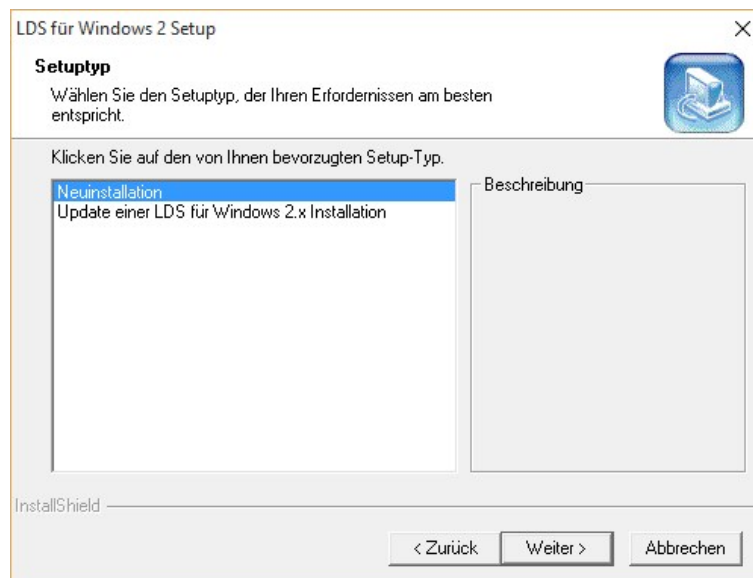 LDS für Windows 2 Setup
Setuptyp
Wählen Sie den Setuptyp, der Ihren Erfordernissen am besten
entspricht.
Klicken Sie auf den von Ihnen bevorzugten Setup-Typ.
Neuinstallation
Update einer LDS für Windows 2.x Installation
Beschreibung
InstallShield
< Zurück
Weiter >
Abbrechen